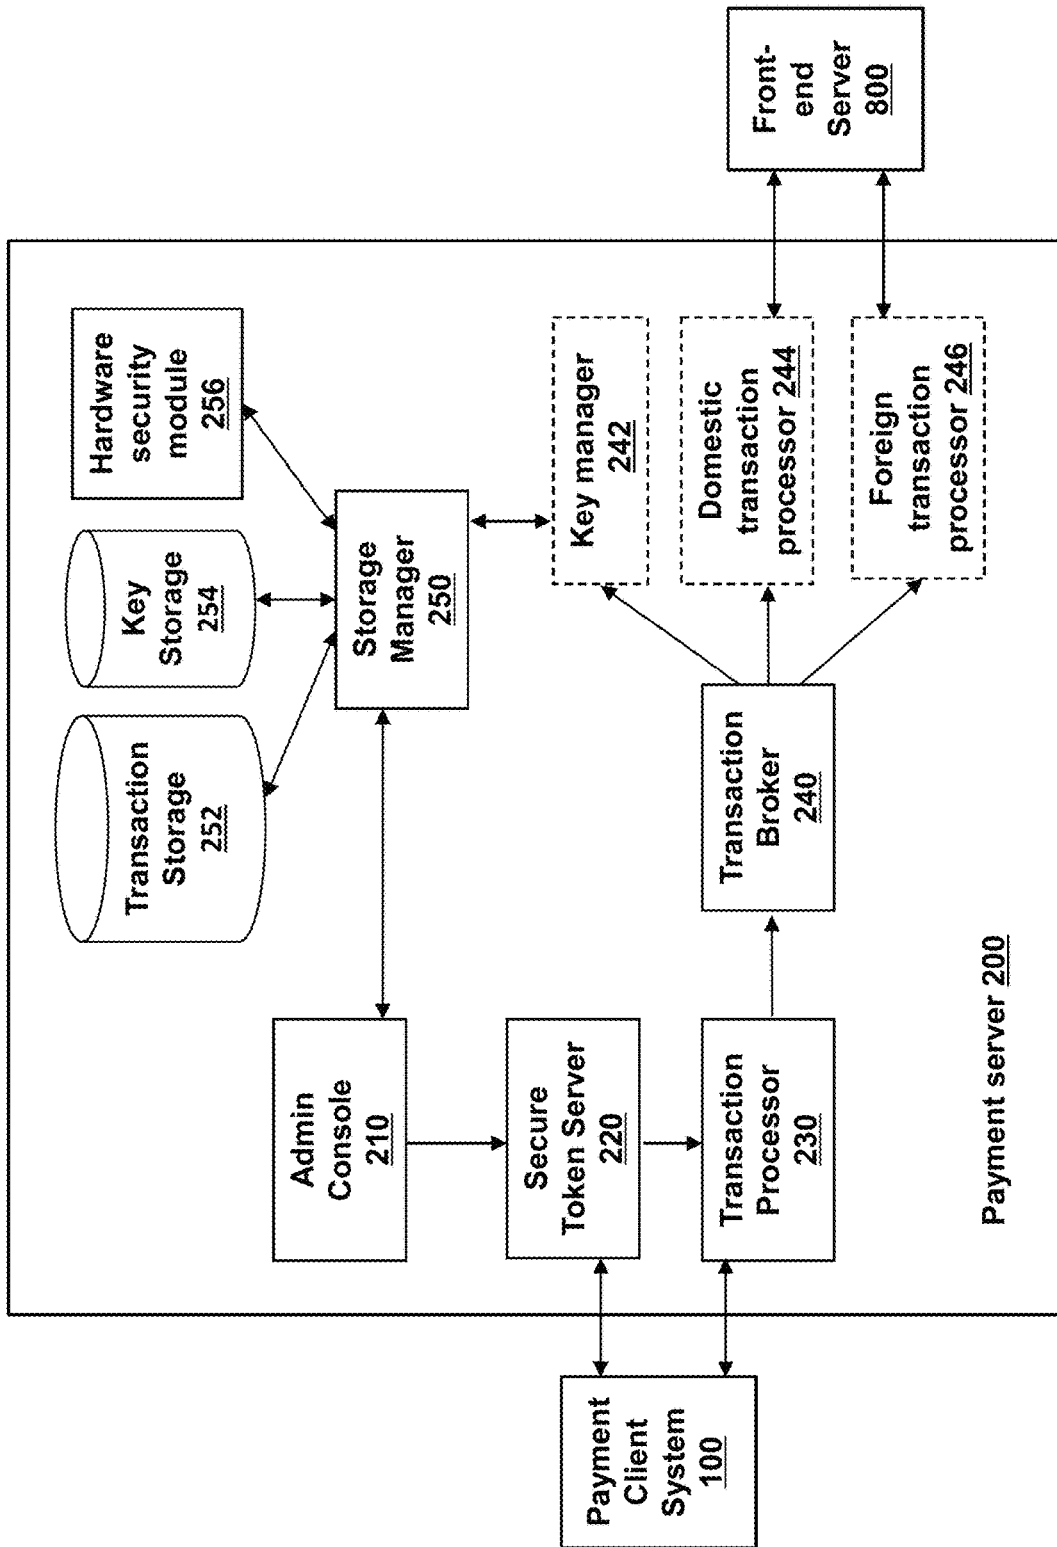 Transaction
Storage
252
Key
Storage
254
Hardware
security
module
256
Admin
Console
210
Storage
Manager
250
Payment
Client
System
100
Secure
Token Server
220
Key manager
242
Transaction
Processor
230
Transaction
Broker
240
Domestic
transaction
processor 244
Foreign
transaction
processor 246
Front-
end
Server
800
Payment server 200